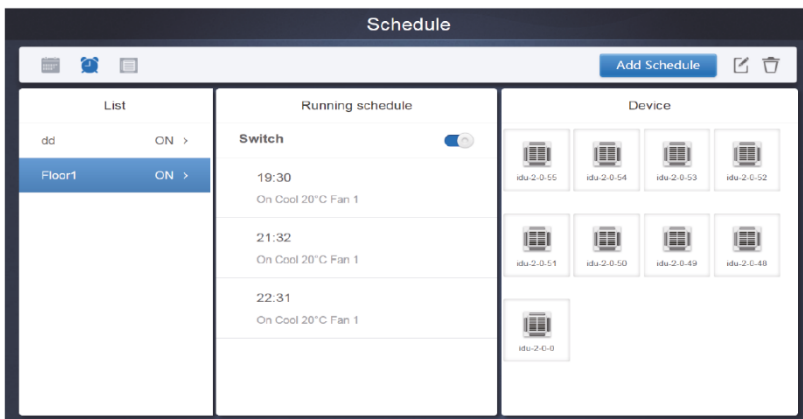 Schedule
Add Schedule
List
Running schedule
Device
dd ON >
Floor1 ON >
Switch
19:30
On Cool 20°C Fan 1
21:32
On Cool 20°C Fan 1
22:31
On Cool 20°C Fan 1
idu-2-0-55 idu-2-0-54 idu-2-0-53 idu-2-0-52
idu-2-0-51 idu-2-0-50 idu-2-0-49 idu-2-0-48
idu-2-0-0